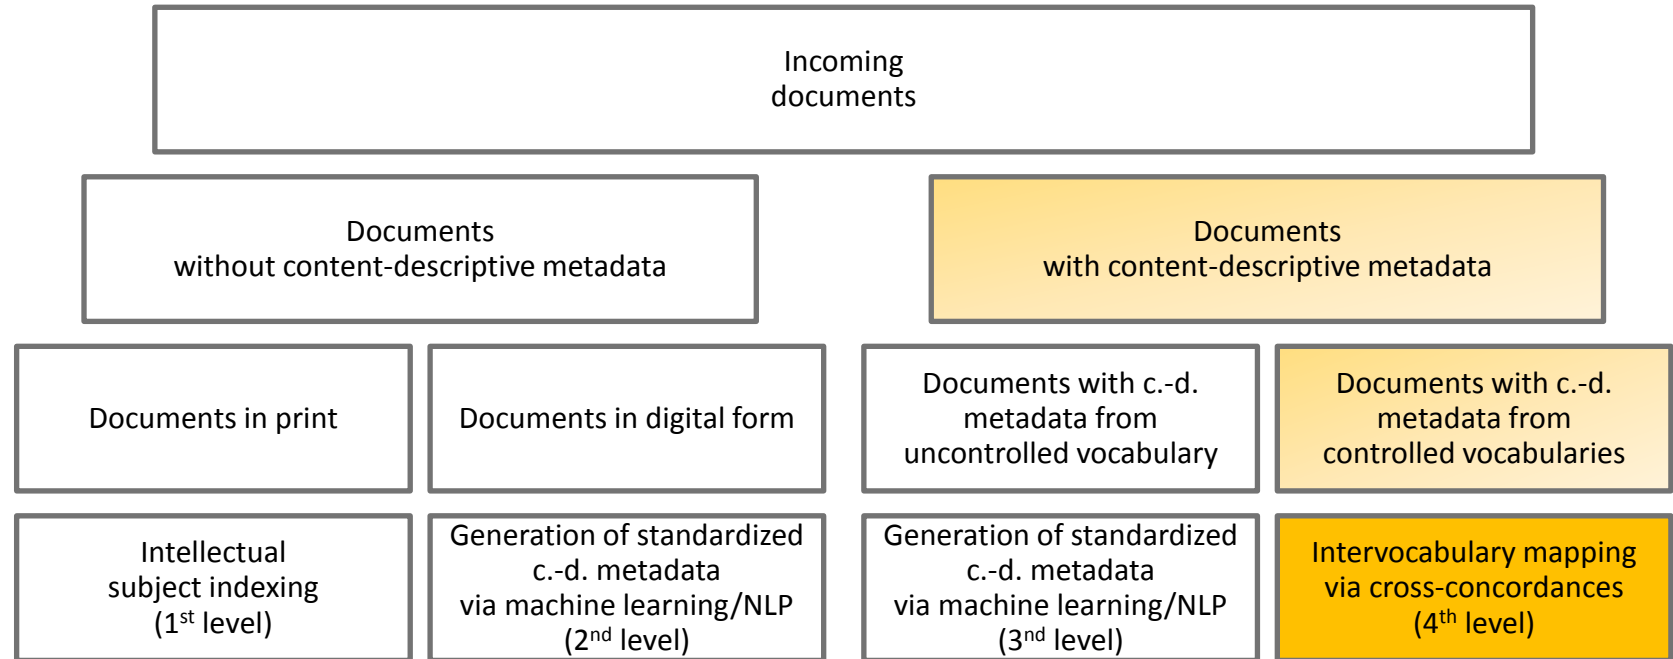 Incoming
documents
Documents
without content-descriptive metadata
Documents
with content-descriptive metadata
Documents in print
Documents in digital form
Documents with c.-d.
metadata from
uncontrolled vocabulary
Documents with c.-d.
metadata from
controlled vocabularies
Intellectual
subject indexing
(1st level)
Generation of standardized
c.-d. metadata
via machine learning/NLP
(2nd level)
Generation of standardized
c.-d. metadata
via machine learning/NLP
(3nd level)
Intervocabulary mapping
via cross-concordances
(4th level)